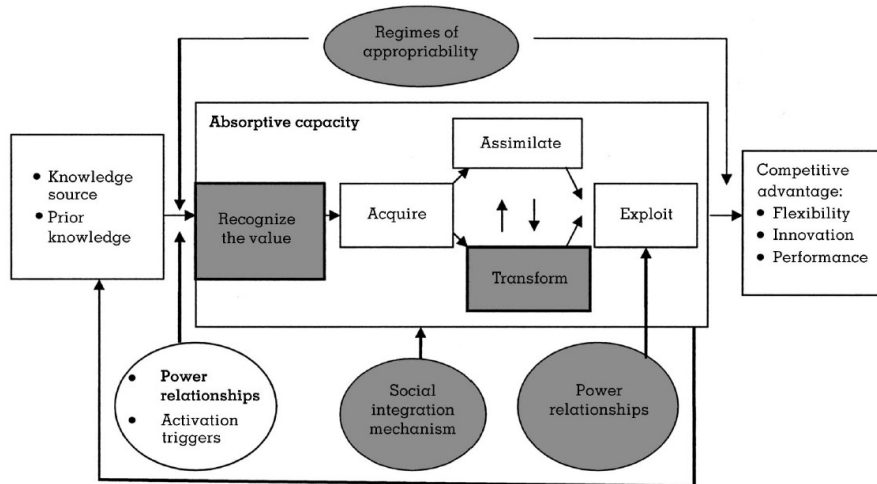 Regimes of
appropriability
Absorptive capacity
Assimilate
• Knowledge
source
• Prior
knowledge
Recognize
the value
Acquire
Exploit
Transform
Competitive
advantage:
• Flexibility
• Innovation
• Performance
• Power
relationships
• Activation
triggers
Social
integration
mechanism
Power
relationships